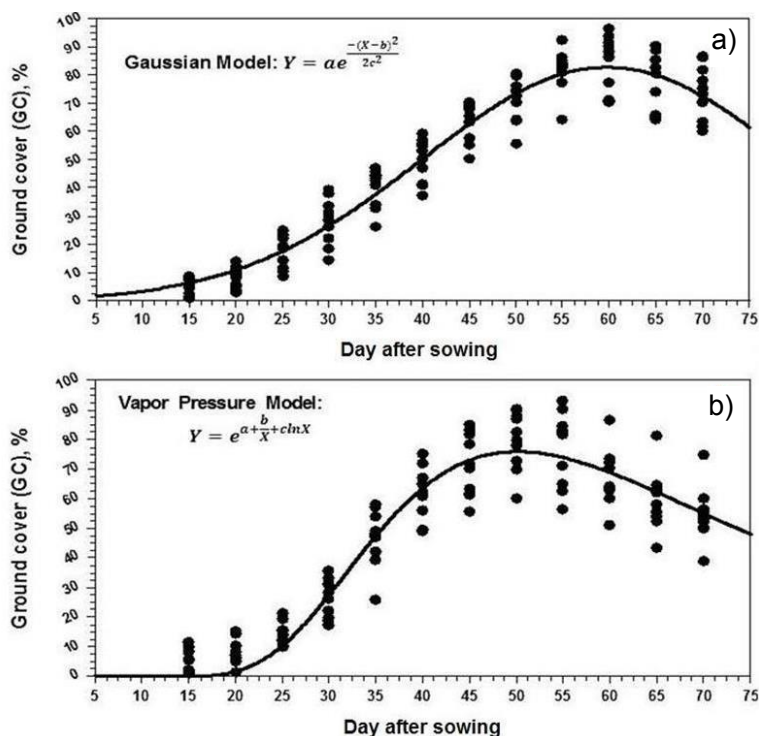 a)
Gaussian Model: Y = ae^{\frac{-(X-b)^2}{2c^2}}
Ground cover (GC), %
100
90
80
70
60
50
40
30
20
10
0
5 10 15 20 25 30 35 40 45 50 55 60 65 70 75
Day after sowing
b)
Vapor Pressure Model:
Y = e^{a+\frac{b}{X}+clnX}
Ground cover (GC), %
100
90
80
70
60
50
40
30
20
10
0
5 10 15 20 25 30 35 40 45 50 55 60 65 70 75
Day after sowing